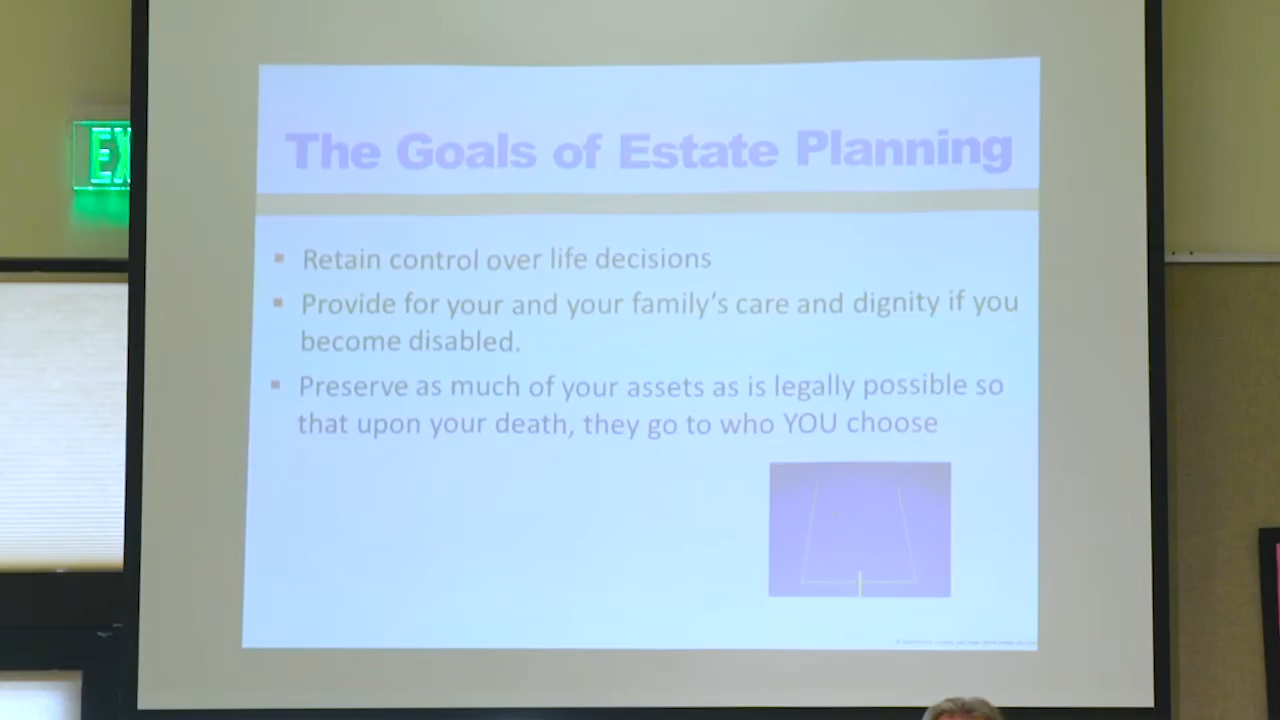 EX
The Goals of Estate Planning
▪ Retain control over life decisions
▪ Provide for your and your family's care and dignity if you
become disabled.
▪ Preserve as much of your assets as is legally possible so
that upon your death, they go to who YOU choose